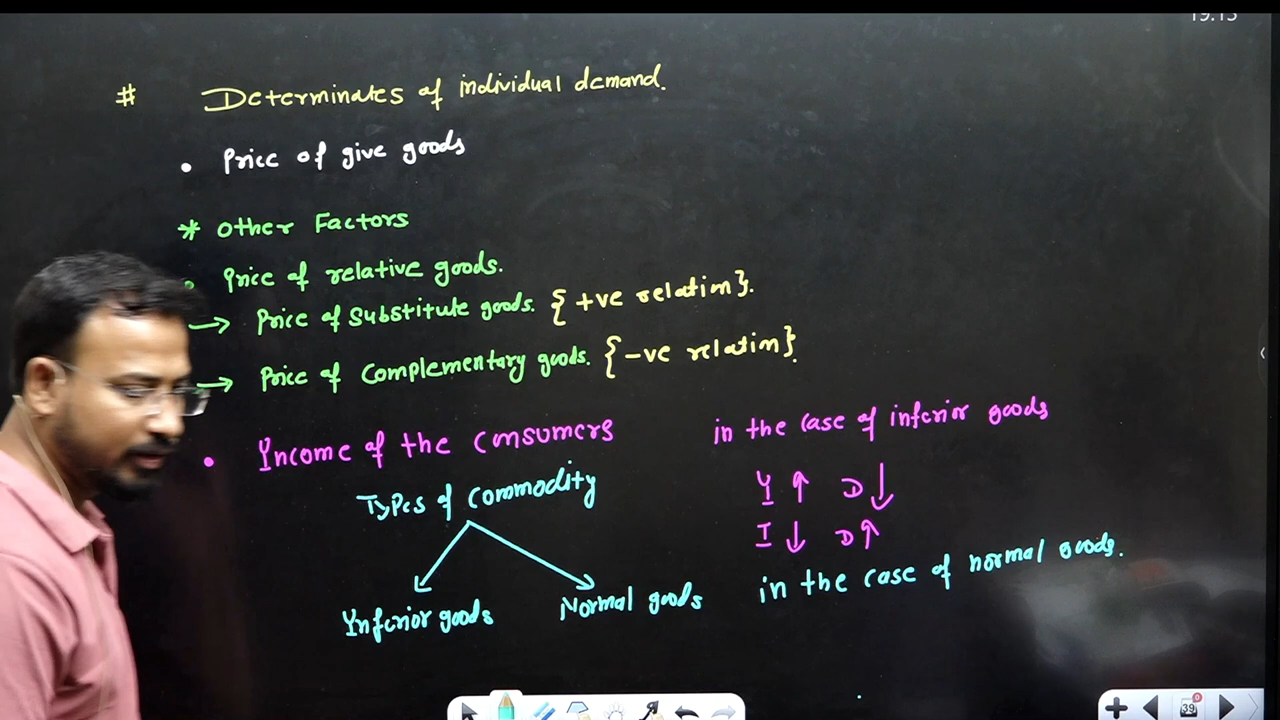 # Determinates of individual demand.
• Price of give goods
* Other Factors
• Price of relative goods.
→ Price of Substitute goods. {+ve relation}.
→ Price of Complementary goods. {-ve relation}.
• Income of the consumers
Types of commodity
Inferior goods Normal goods
in the case of inferior goods
I ↑ D ↓
I ↓ D ↑
in the case of normal goods.
39